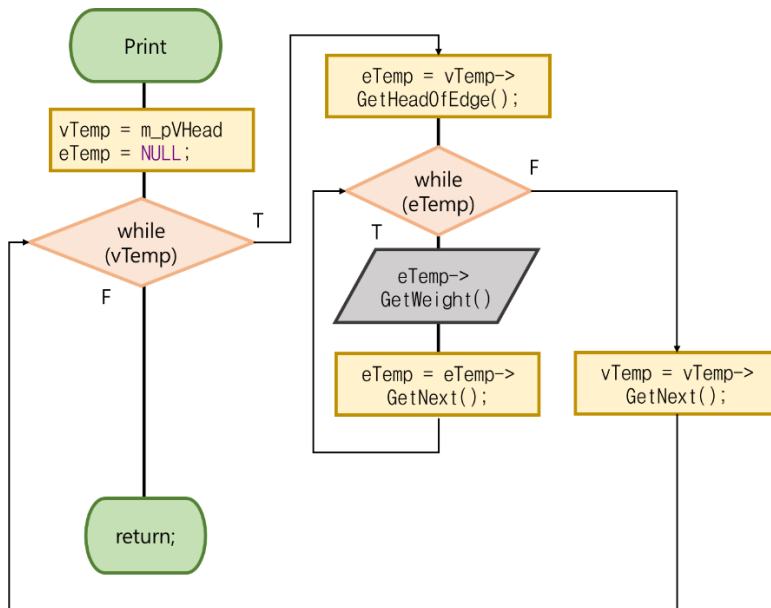 Print
vTemp = m_pVHead
eTemp = NULL;
while
(vTemp)
T
F
return;
eTemp = vTemp->
GetHeadOfEdge();
while
(eTemp)
F
T
eTemp->
GetWeight()
eTemp = eTemp->
GetNext();
vTemp = vTemp->
GetNext();